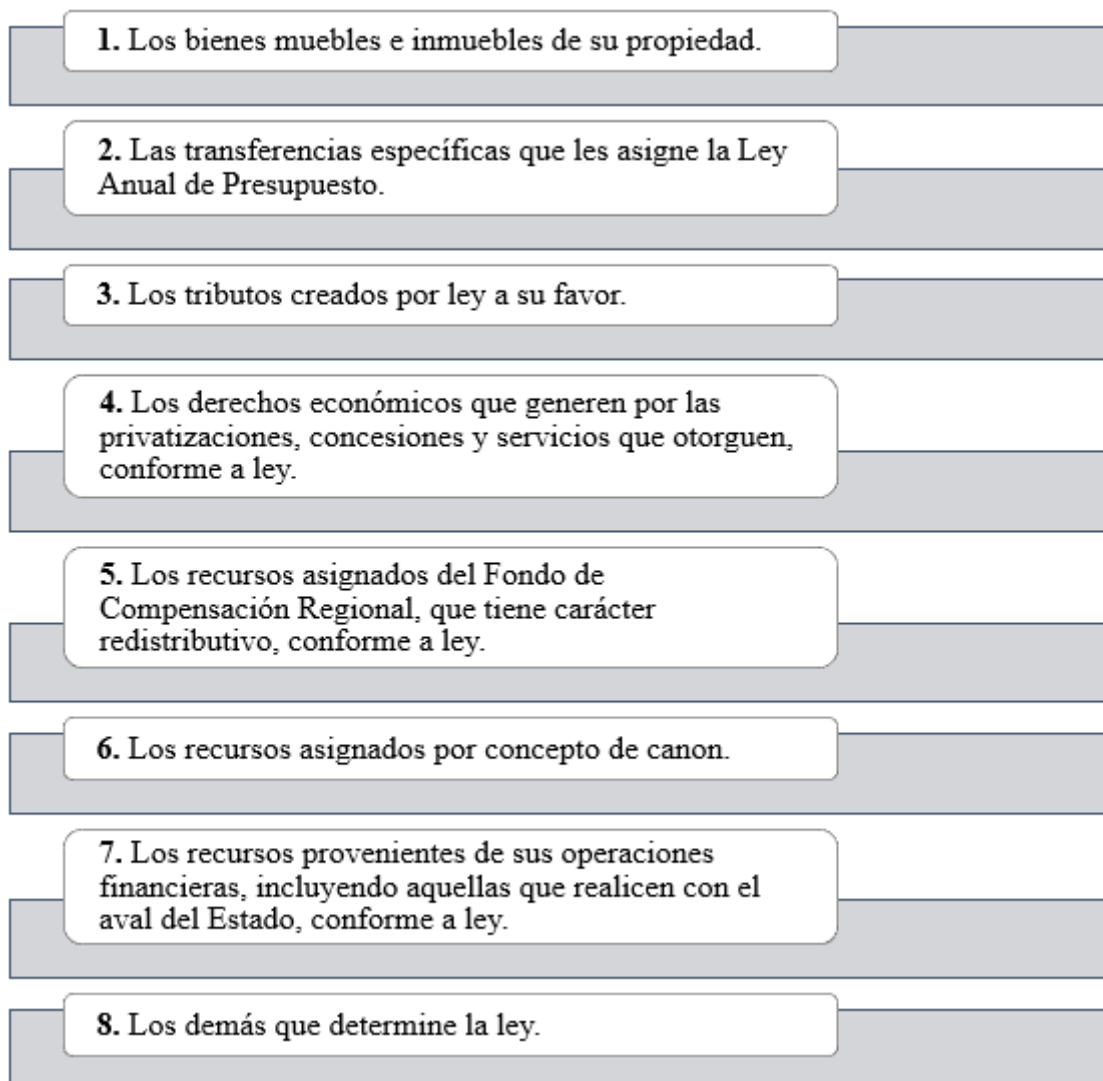 1. Los bienes muebles e inmuebles de su propiedad.
2. Las transferencias específicas que les asigne la Ley
Anual de Presupuesto.
3. Los tributos creados por ley a su favor.
4. Los derechos económicos que generen por las
privatizaciones, concesiones y servicios que otorguen,
conforme a ley.
5. Los recursos asignados del Fondo de
Compensación Regional, que tiene carácter
redistributivo, conforme a ley.
6. Los recursos asignados por concepto de canon.
7. Los recursos provenientes de sus operaciones
financieras, incluyendo aquellas que realicen con el
aval del Estado, conforme a ley.
8. Los demás que determine la ley.